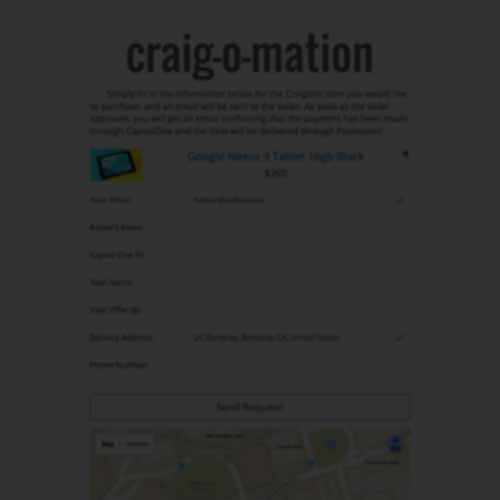 craig-o-mation
Simply fill in the information below for the Craigslist item you would like
to purchase, and an email will be sent to the seller. As soon as the seller
approves, you will get an email confirming that the payment has been made
through CapitalOne and the item will be delivered through Postmates!
Google Nexus 9 Tablet 16gb Black
Your Email
Seller's Email
Capital One ID
Your Name
Your Offer ($)
Delivery Address
UC Berkeley, Berkeley, CA, United States
Phone Number
Send Request
Map